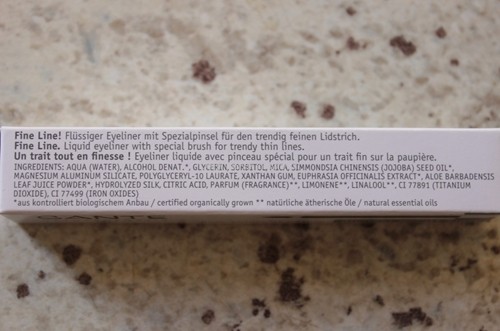 Fine Line! Flüssiger Eyeliner mit Spezialpinsel für den trendig feinen Lidstrich.
Fine Line. Liquid eyeliner with special brush for trendy thin lines.
Un trait tout en finesse ! Eyeliner liquide avec pinceau spécial pour un trait fin sur la paupière.
INGREDIENTS: AQUA (WATER), ALCOHOL DENAT.*, GLYCERIN, SORBITOL, MICA, SIMMONDSIA CHINENSIS (JOJOBA) SEED OIL*,
MAGNESIUM ALUMINUM SILICATE, POLYGLYCERYL-10 LAURATE, XANTHAN GUM, EUPHRASIA OFFICINALIS EXTRACT*, ALOE BARBADENSIS
LEAF JUICE POWDER*, HYDROLYZED SILK, CITRIC ACID, PARFUM (FRAGRANCE)**, LIMONENE**, LINALOOL**, CI 77891 (TITANIUM
DIOXIDE), CI 77499 (IRON OXIDES)
*aus kontrolliert biologischem Anbau / certified organically grown ** natürliche ätherische Öle / natural essential oils
SANTE